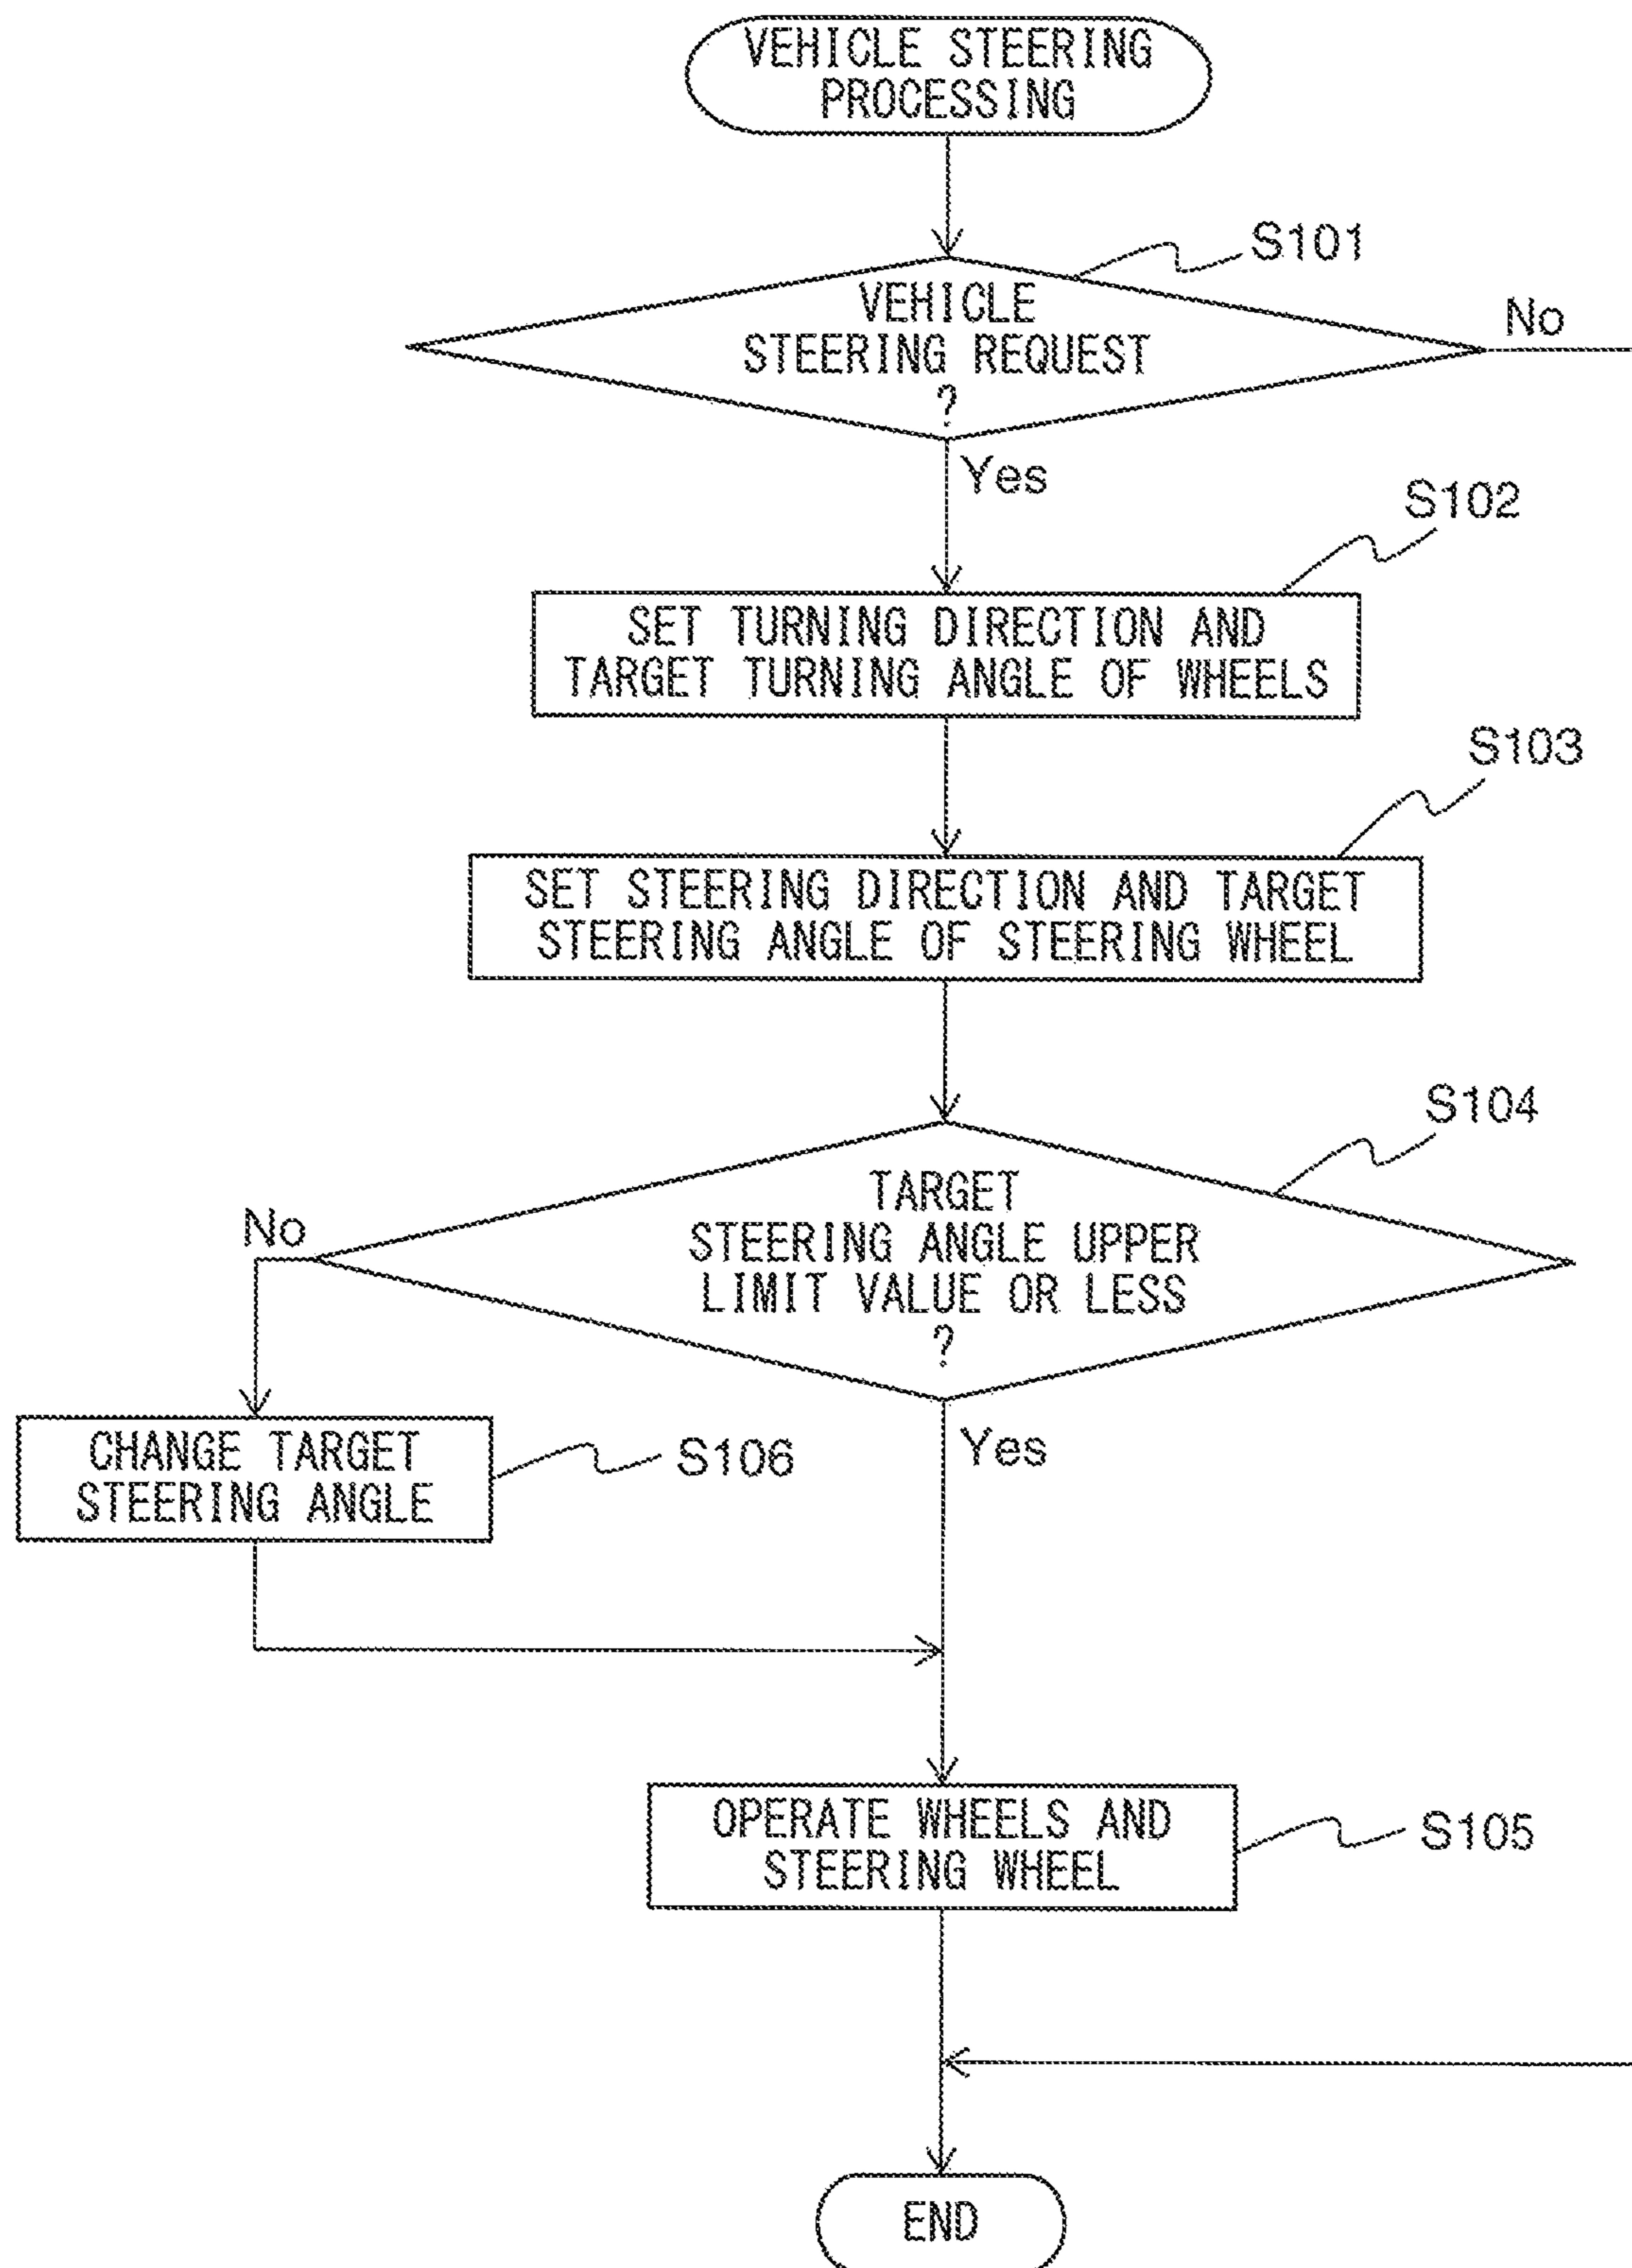 VEHICLE STEERING
PROCESSING
S101
VEHICLE
STEERING REQUEST
?
No
Yes
S102
SET TURNING DIRECTION AND
TARGET TURNING ANGLE OF WHEELS
S103
SET STEERING DIRECTION AND TARGET
STEERING ANGLE OF STEERING WHEEL
S104
TARGET
STEERING ANGLE UPPER
LIMIT VALUE OR LESS
?
No
Yes
CHANGE TARGET
STEERING ANGLE
S106
OPERATE WHEELS AND
STEERING WHEEL
S105
END